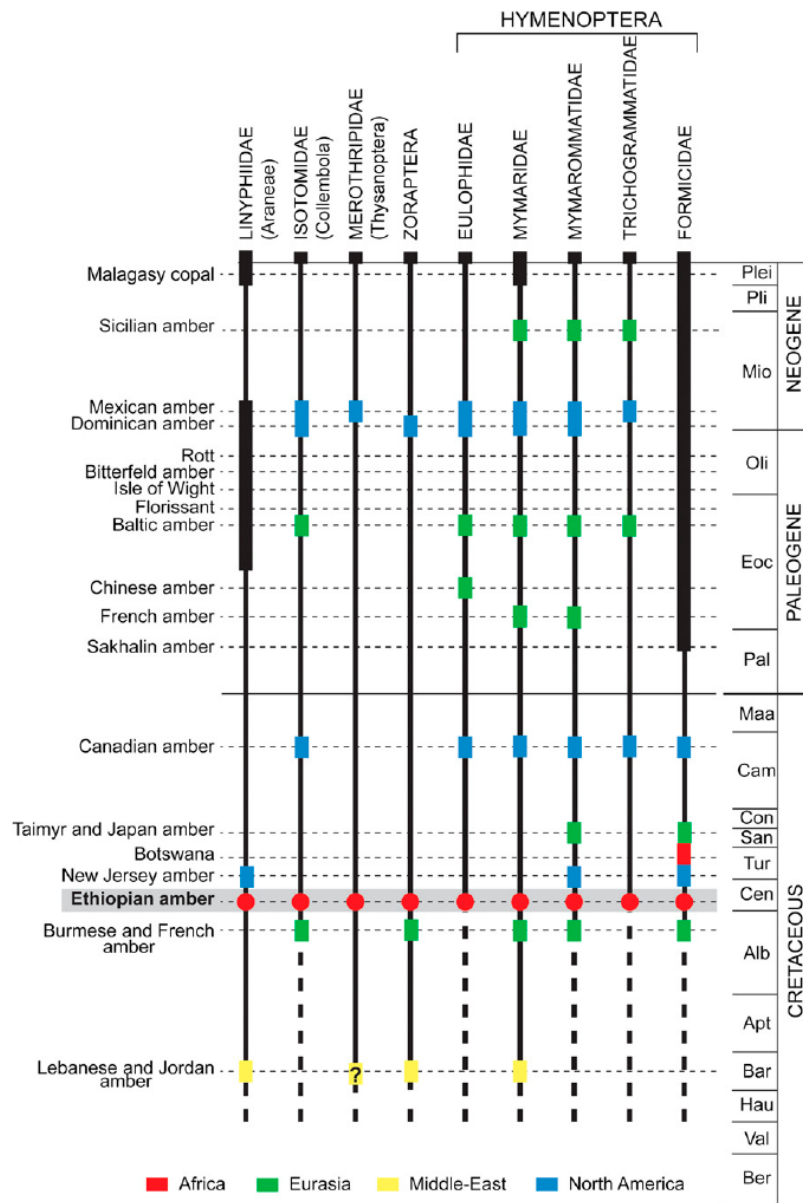 HYMENOPTERA
LINYPHIIDAE
(Araneae)
ISOTOMIDAE
(Collembola)
MEROTHRIPIDAE
(Thysanoptera)
ZORAPTERA
EULOPHIDAE
MYMARIDAE
MYMAROMMATIDAE
TRICHOGRAMMATIDAE
FORMICIDAE
Malagasy copal
Sicilian amber
Mexican amber
Dominican amber
Rott
Bitterfeld amber
Isle of Wight
Florissant
Baltic amber
Chinese amber
French amber
Sakhalin amber
Canadian amber
Taimyr and Japan amber
Botswana
New Jersey amber
Ethiopian amber
Burmese and French
amber
Lebanese and Jordan
amber
?
Plei
Pli
Mio
Oli
Eoc
Pal
Maa
Cam
Con
San
Tur
Cen
Alb
Apt
Bar
Hau
Val
Ber
NEOGENE
PALEOGENE
CRETACEOUS
Africa
Eurasia
Middle-East
North America